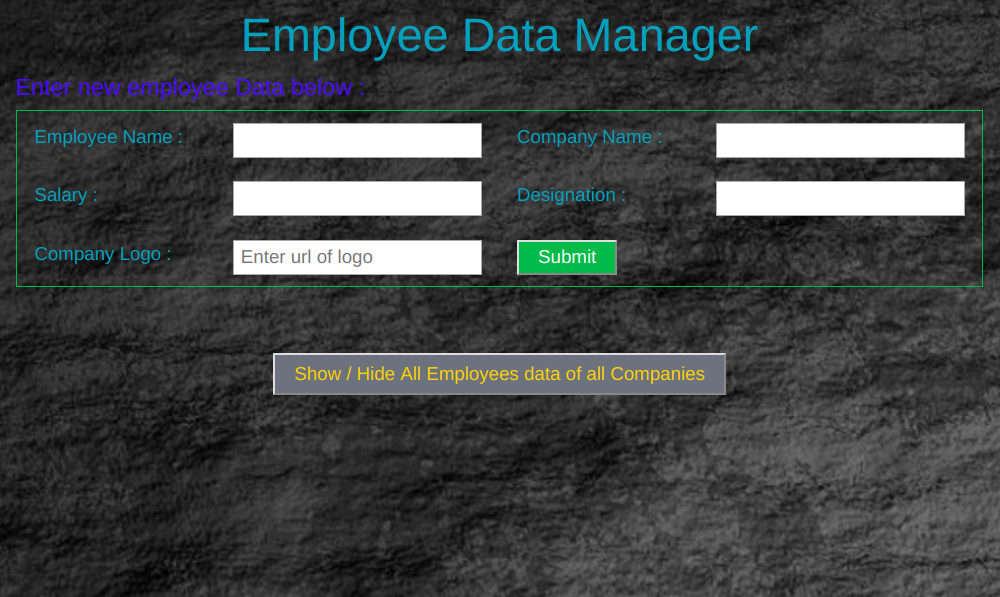 Employee Data Manager
Enter new employee Data below :
Employee Name :
Company Name :
Salary :
Designation :
Company Logo :
Enter url of logo
Submit
Show / Hide All Employees data of all Companies